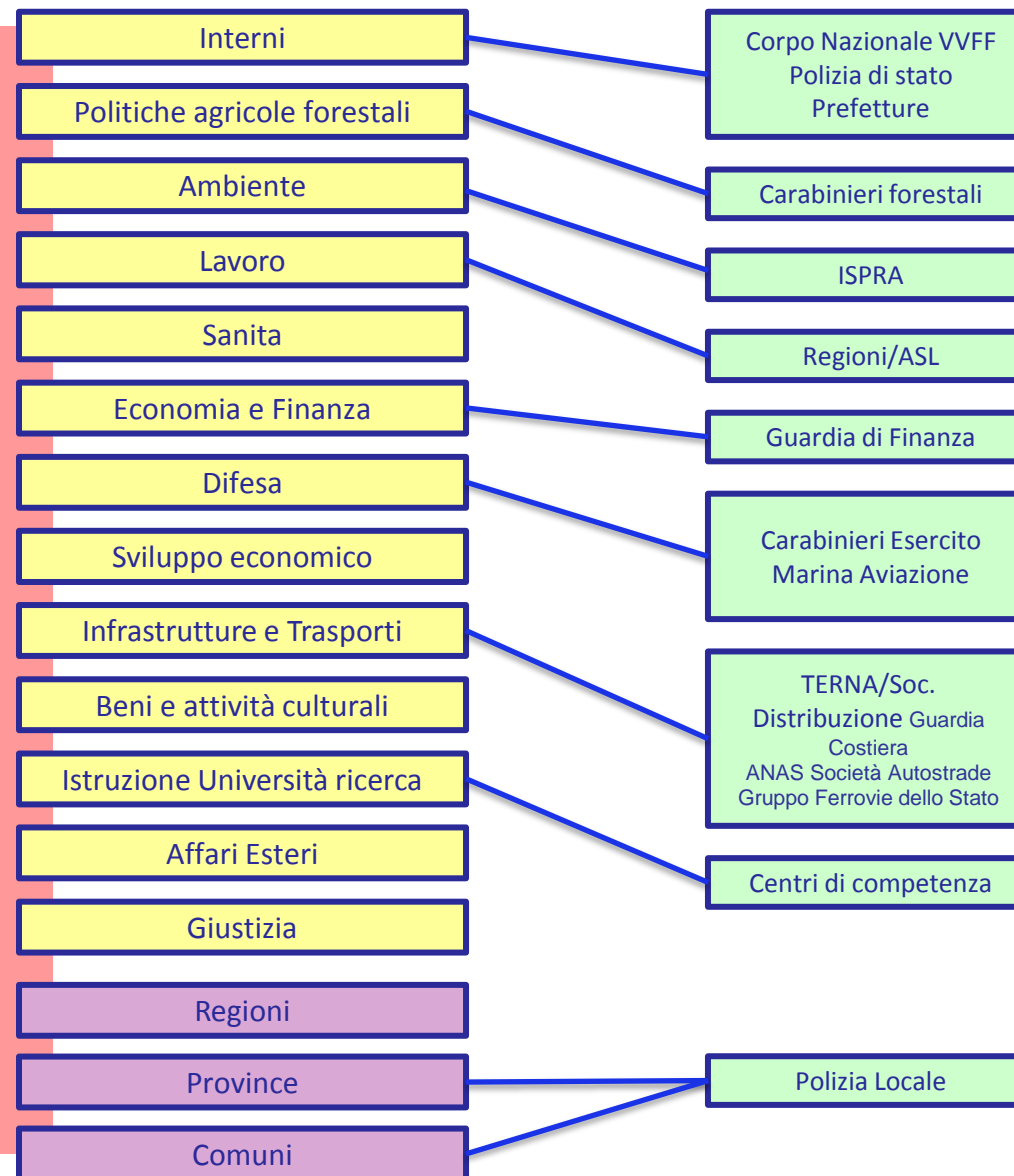 Interni
Politiche agricole forestali
Ambiente
Lavoro
Sanita
Economia e Finanza
Difesa
Sviluppo economico
Infrastrutture e Trasporti
Beni e attività culturali
Istruzione Università ricerca
Affari Esteri
Giustizia
Regioni
Province
Comuni
Corpo Nazionale VVFF
Polizia di stato
Prefetture
Carabinieri forestali
ISPRA
Regioni/ASL
Guardia di Finanza
Carabinieri Esercito
Marina Aviazione
TERNA/Soc.
Distribuzione Guardia
Costiera
ANAS Società Autostrade
Gruppo Ferrovie dello Stato
Centri di competenza
Polizia Locale